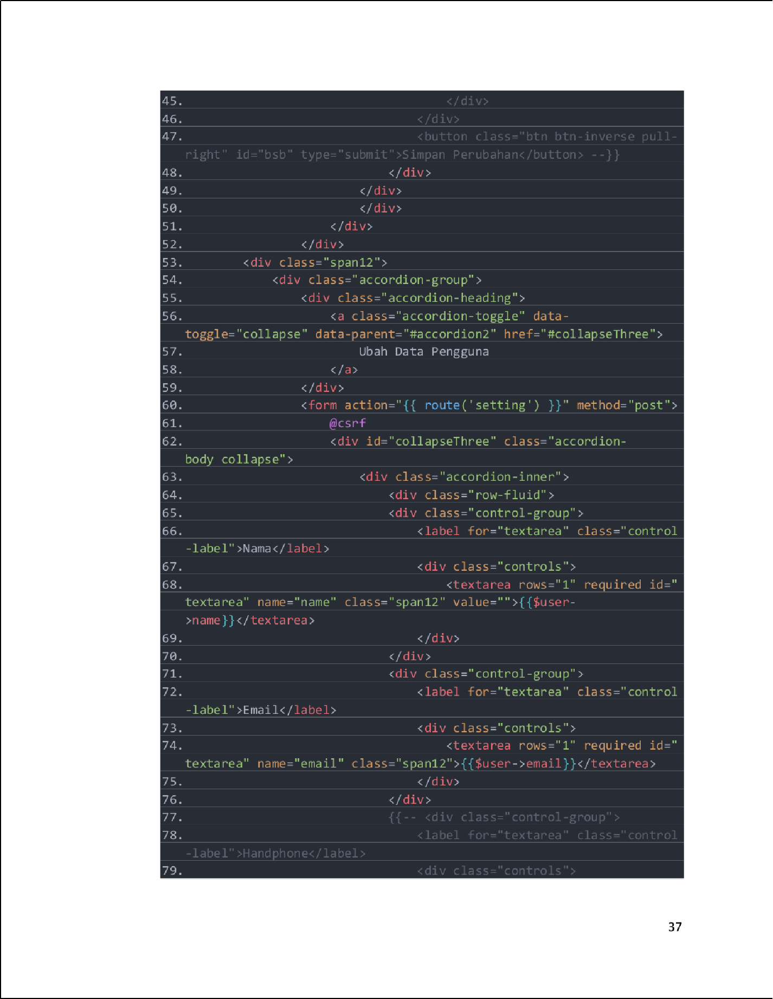 45.                                    </div>
46.                                </div>
47.                                <button class="btn btn-inverse pull-
right" id="bsb" type="submit">Simpan Perubahan</button> --}}
48.                            </div>
49.                        </div>
50.                        </div>
51.                    </div>
52.                </div>
53.        <div class="span12">
54.            <div class="accordion-group">
55.                <div class="accordion-heading">
56.                    <a class="accordion-toggle" data-
toggle="collapse" data-parent="#accordion2" href="#collapseThree">
57.                        Ubah Data Pengguna
58.                    </a>
59.                </div>
60.                <form action="{{ route('setting') }}" method="post">
61.                    @csrf
62.                    <div id="collapseThree" class="accordion-
body collapse">
63.                        <div class="accordion-inner">
64.                            <div class="row-fluid">
65.                            <div class="control-group">
66.                                <label for="textarea" class="control
-label">Nama</label>
67.                                <div class="controls">
68.                                    <textarea rows="1" required id="
textarea" name="name" class="span12" value="">{{$user-
>name}}</textarea>
69.                                </div>
70.                            </div>
71.                            <div class="control-group">
72.                                <label for="textarea" class="control
-label">Email</label>
73.                                <div class="controls">
74.                                    <textarea rows="1" required id="
textarea" name="email" class="span12">{{$user->email}}</textarea>
75.                                </div>
76.                            </div>
77.                            {{-- <div class="control-group">
78.                                <label for="textarea" class="control
-label">Handphone</label>
79.                                <div class="controls">
37